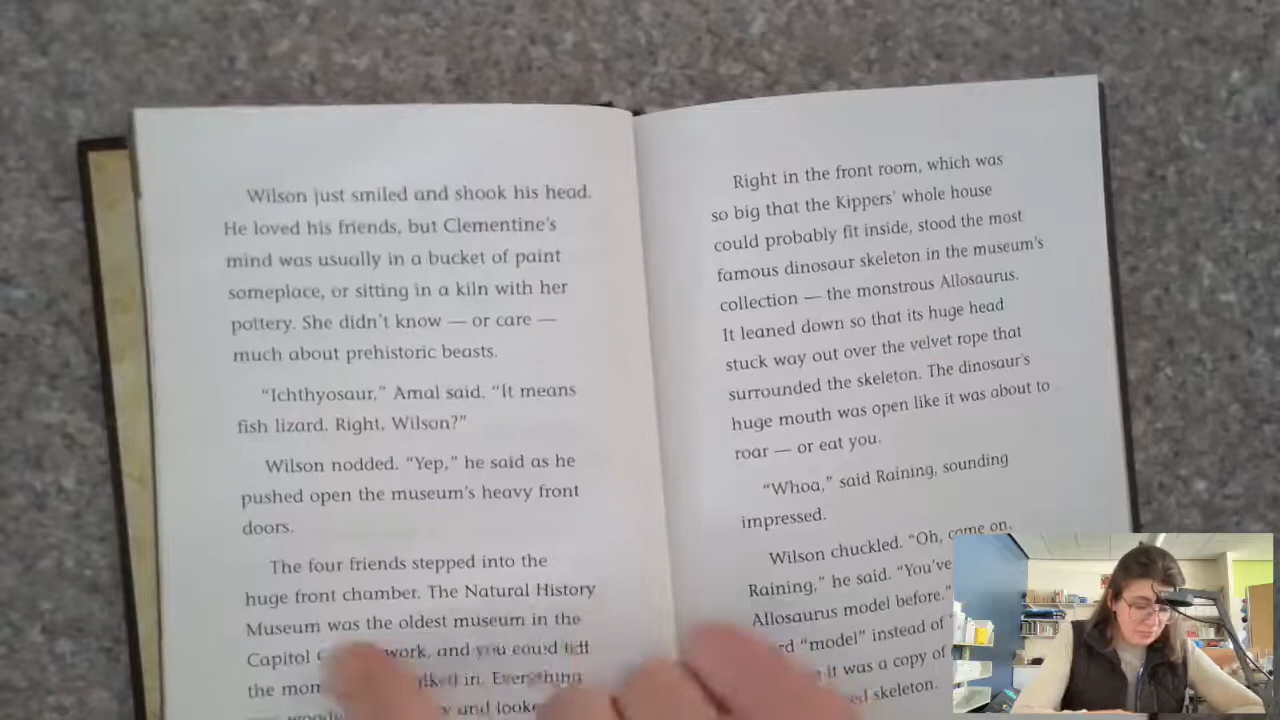 Wilson just smiled and shook his head.
He loved his friends, but Clementine's
mind was usually in a bucket of paint
someplace, or sitting in a kiln with her
pottery. She didn't know — or care —
much about prehistoric beasts.
"Ichthyosaur," Amal said. "It means
fish lizard. Right, Wilson?"
Wilson nodded. "Yep," he said as he
pushed open the museum's heavy front
doors.
The four friends stepped into the
huge front chamber. The Natural History
Museum was the oldest museum in the
Capitol work, and you could tell
the in. Everything
and
Right in the front room, which was
so big that the Kippers' whole house
could probably fit inside, stood the most
famous dinosaur skeleton in the museum's
collection — the monstrous Allosaurus.
It leaned down so that its huge head
stuck way out over the velvet rope that
surrounded the skeleton. The dinosaur's
huge mouth was open like it was about to
roar — or eat you.
"Whoa," said Raining, sounding
impressed.
Wilson chuckled. "Oh, come on,
Raining," he said. "You've
Allosaurus model before."
"model" instead of
it was a copy of
skeleton.